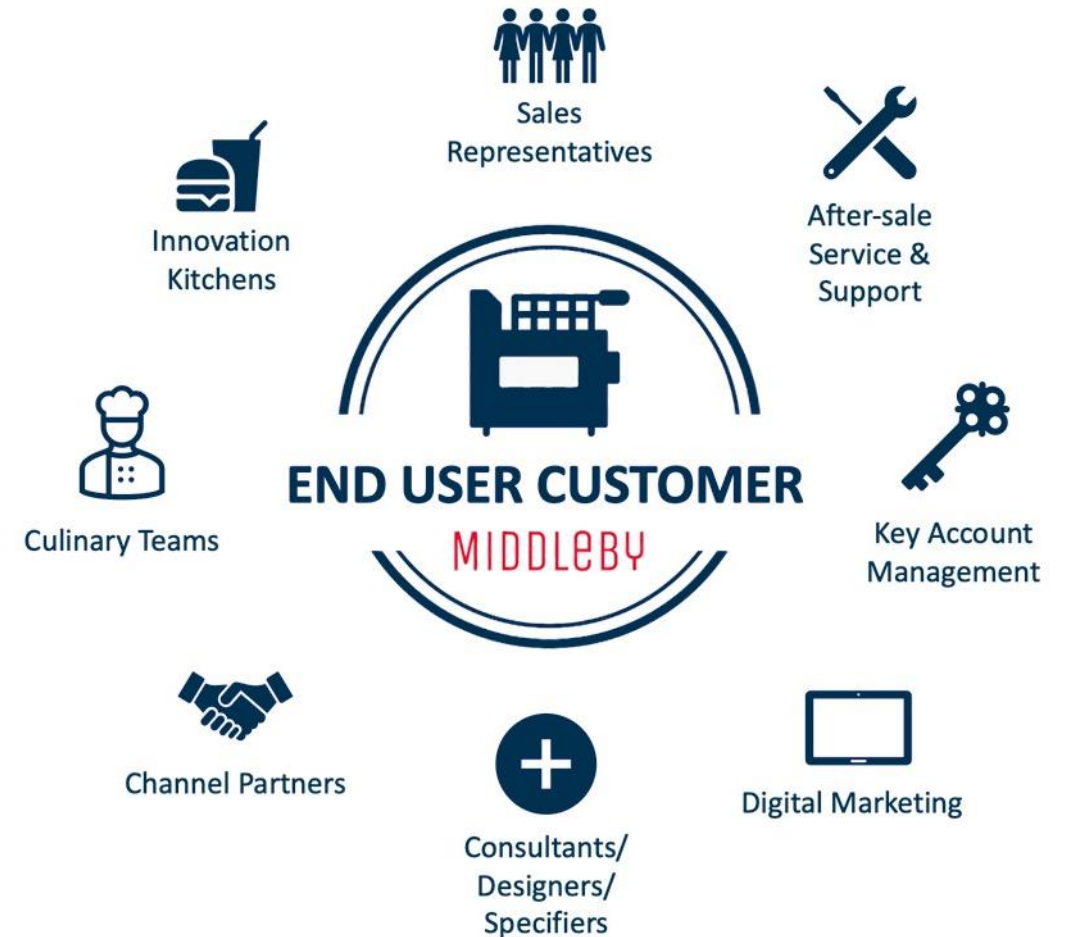 Sales
Representatives
After-sale
Service &
Support
Innovation
Kitchens
END USER CUSTOMER
MIDDLeBY
Culinary Teams
Key Account
Management
Channel Partners
Digital Marketing
Consultants/
Designers/
Specifiers